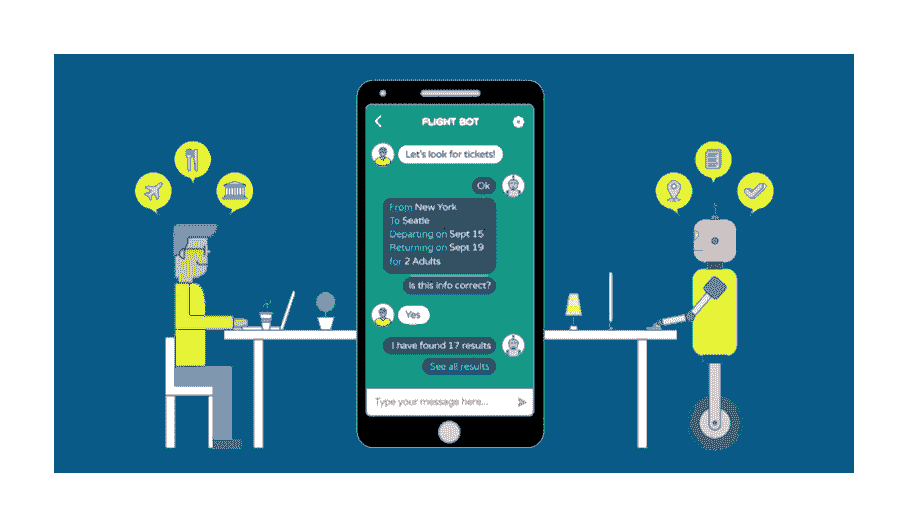 FLIGHT BOT
Let's look for tickets!
Ok
From New York
To Seatle
Departing on Sept 15
Returning on Sept 19
for 2 Adults
Is this info correct?
Yes
I have found 17 results
See all results
Type your message here...